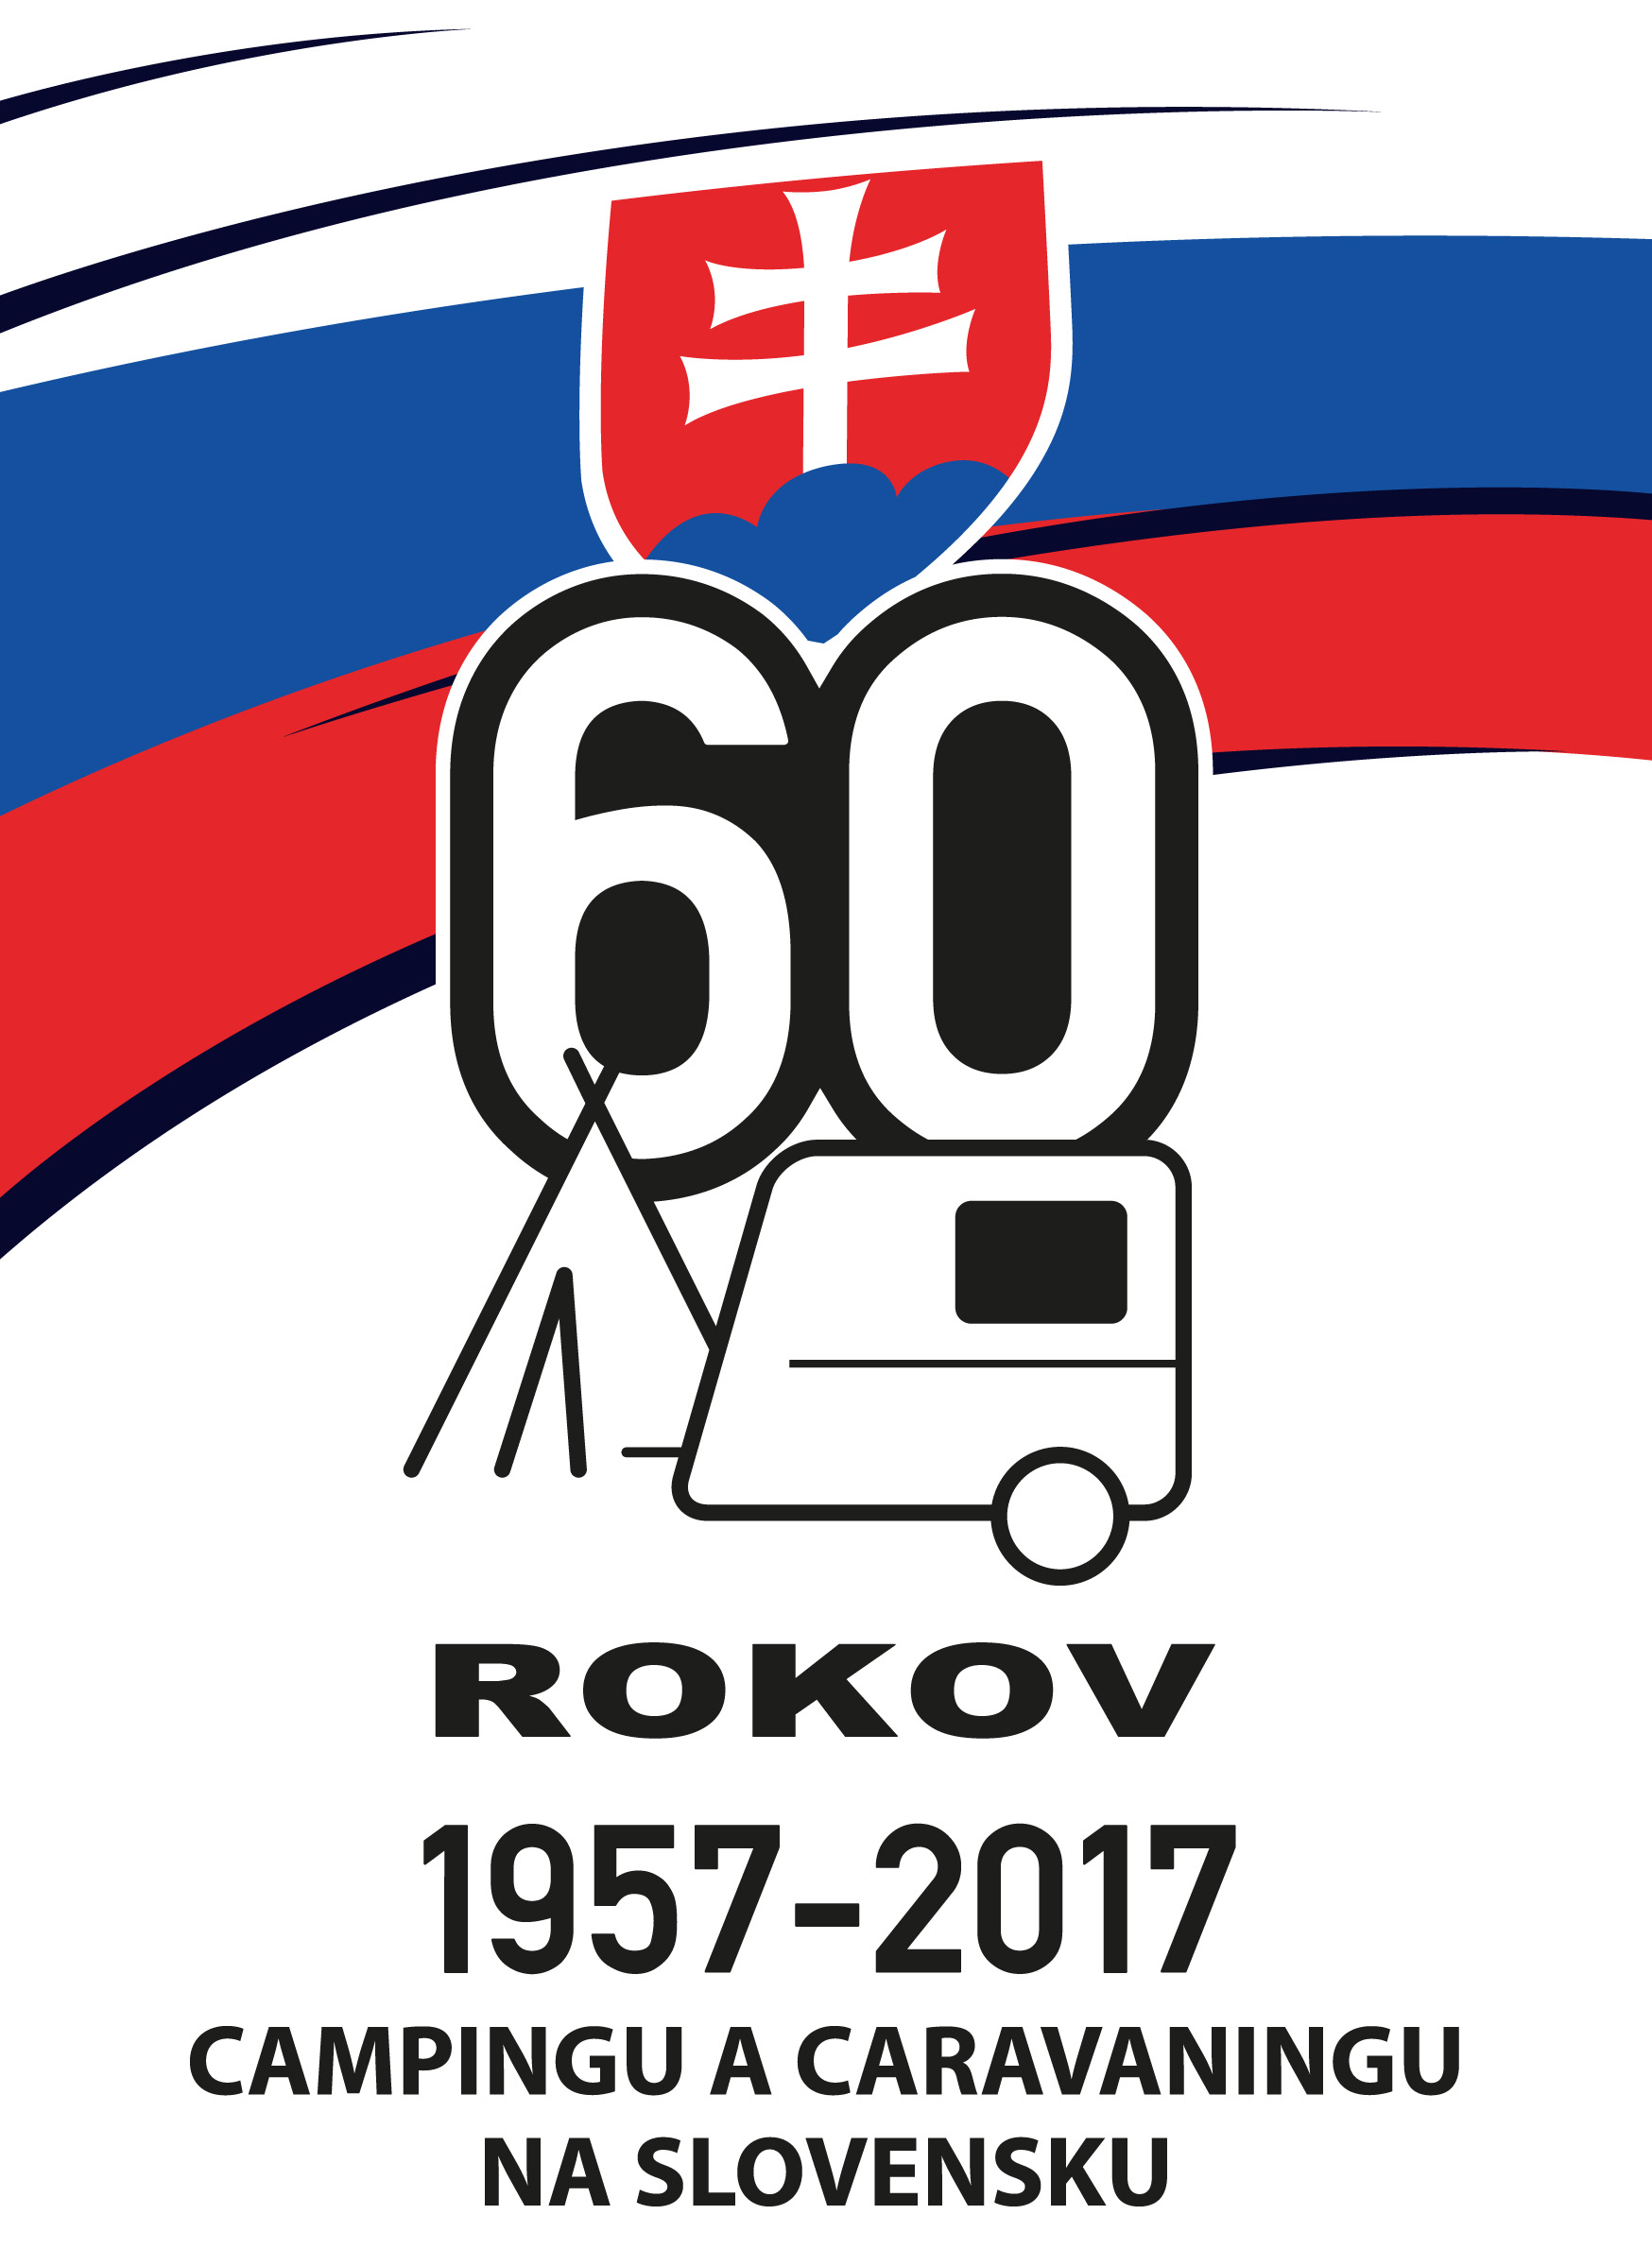 60
ROKOV
1957-2017
CAMPINGU A CARAVANINGU
NA SLOVENSKU